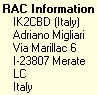 RAC Information
IK2CBD (Italy)
Adriano Migliari
Via Marillac 6
I-23807 Merate
LC
Italy